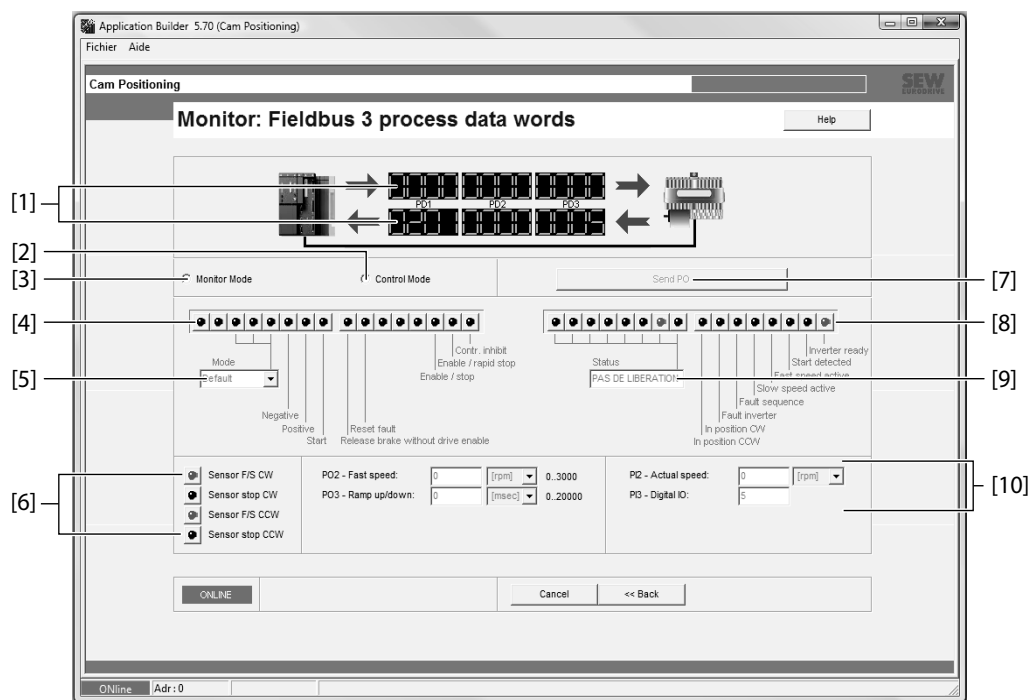 Application Builder 5.70 (Cam Positioning)
Fichier Aide
Cam Positioning
SEW
EURODRIVE
Monitor: Fieldbus 3 process data words
Help
[1]
PD1 PD2 PD3
[2]
[3]
Monitor Mode
Control Mode
Send PO
[7]
[4]
[8]
Contr. inhibit
Enable / rapid stop
Enable / stop
Inverter ready
Start detected
Fast speed active
Slow speed active
Fault sequence
Fault inverter
In position CW
In position CCW
[5]
Mode
Default
Status
PAS DE LIBERATION
[9]
Negative
Positive
Start
Reset fault
Release brake without drive enable
[6]
Sensor F/S CW
Sensor stop CW
Sensor F/S CCW
Sensor stop CCW
PO2 - Fast speed: 0 [rpm] 0..3000
PO3 - Ramp up/down: 0 [msec] 0..20000
PI2 - Actual speed: 0 [rpm]
PI3 - Digital IO: 5
[10]
ONLINE
Cancel
<< Back
ONline Adr : 0